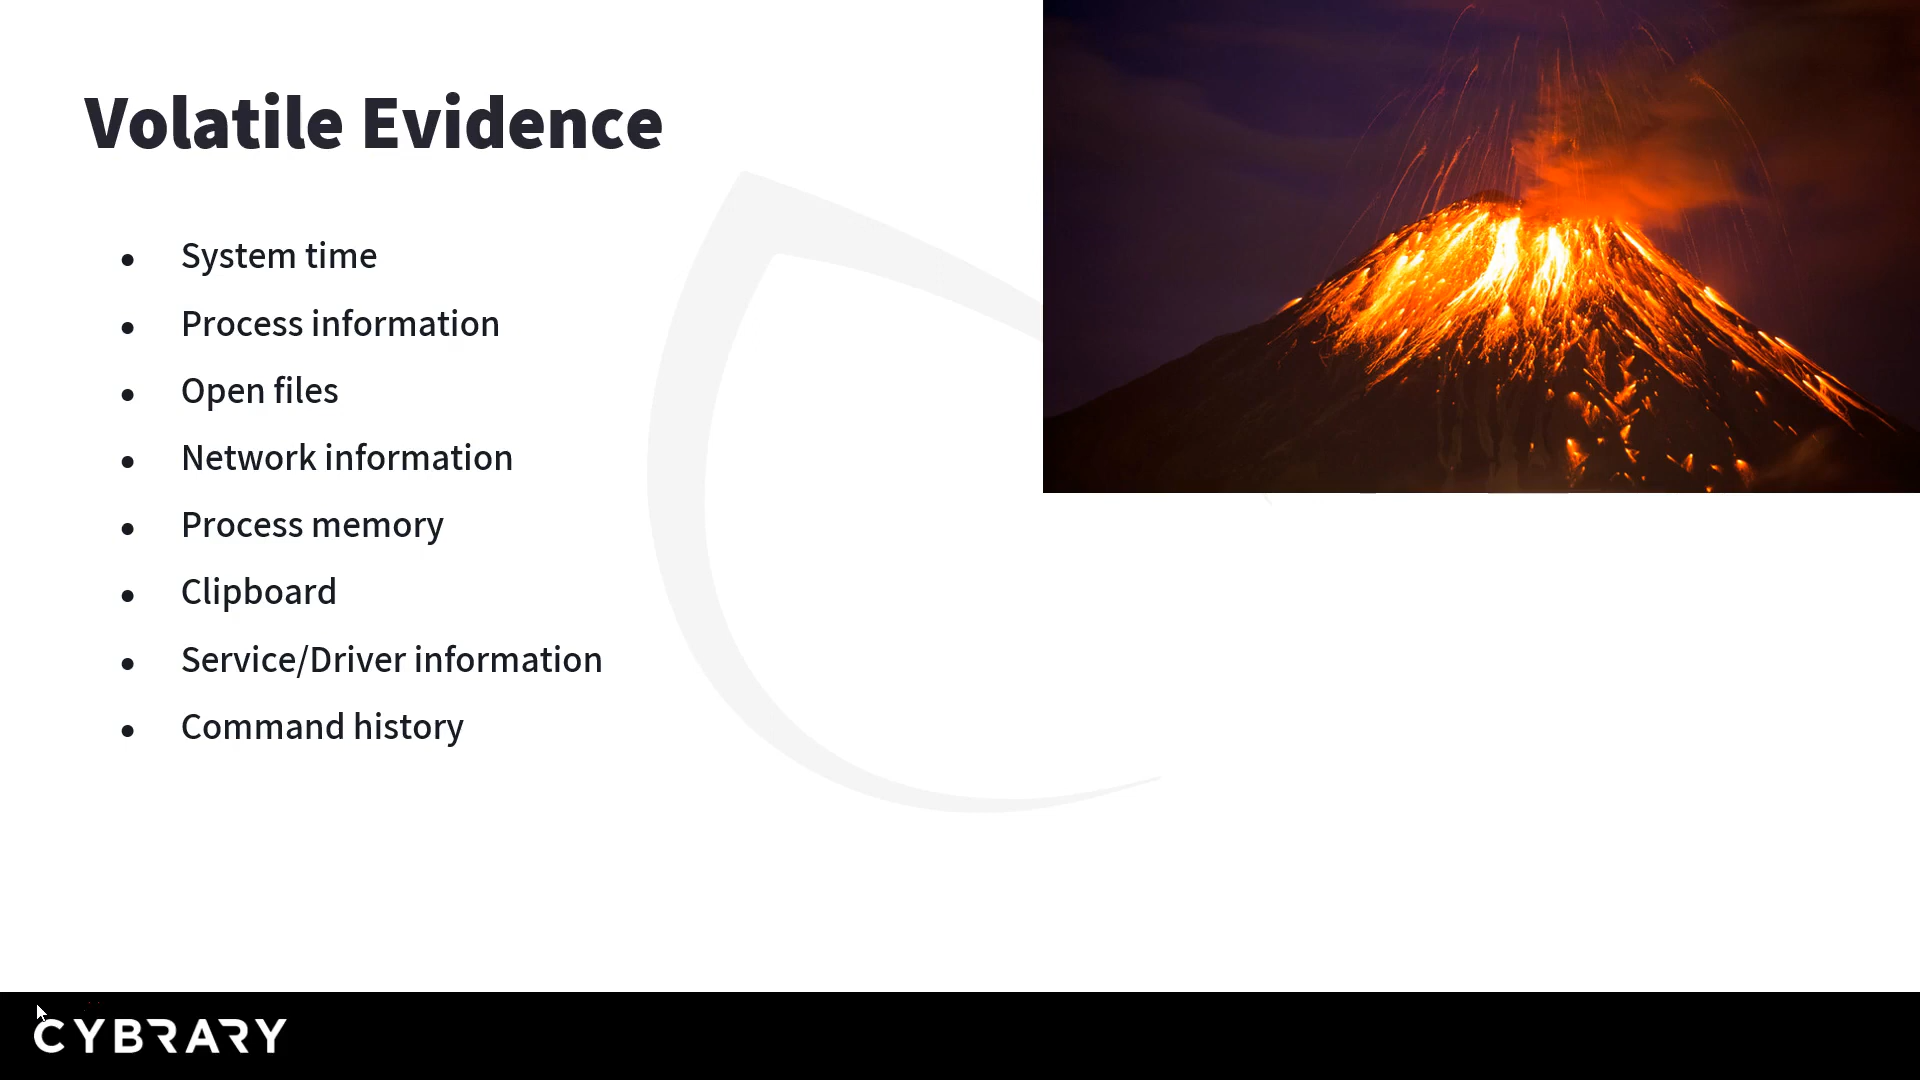 Volatile Evidence
● System time
● Process information
● Open files
● Network information
● Process memory
● Clipboard
● Service/Driver information
● Command history
CYBRARY